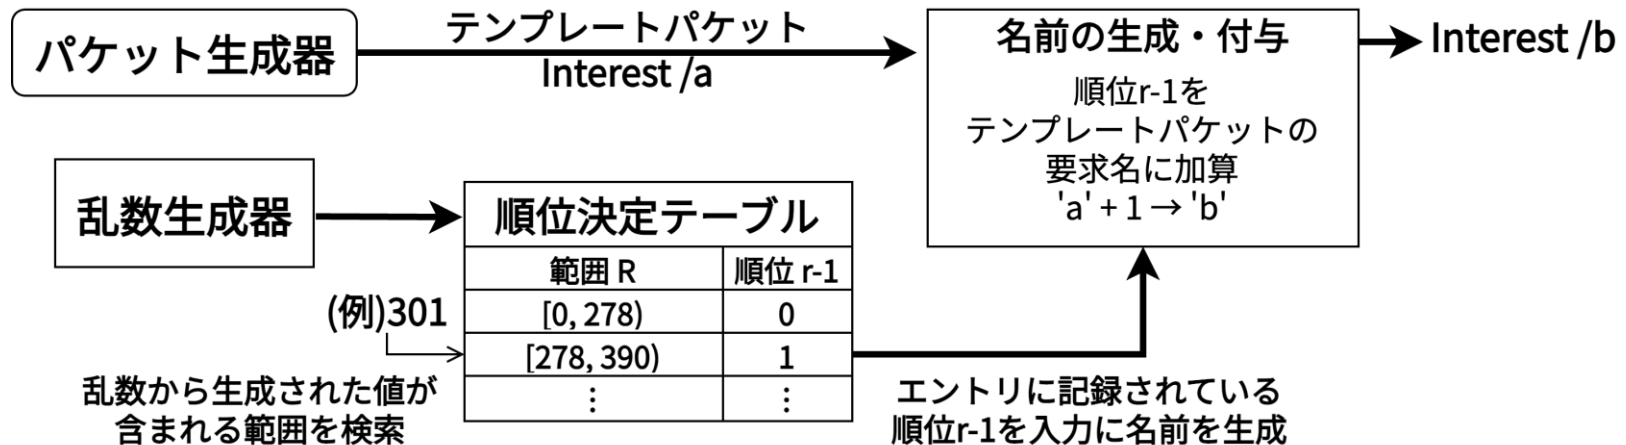 パケット生成器
テンプレートパケット
Interest /a
名前の生成・付与
順位r-1を
テンプレートパケットの
要求名に加算
'a' + 1 → 'b'
Interest /b
乱数生成器
順位決定テーブル
範囲 R
順位 r-1
[0, 278)
0
[278, 390)
1
⋮
⋮
(例)301
乱数から生成された値が
含まれる範囲を検索
エントリに記録されている
順位r-1を入力に名前を生成